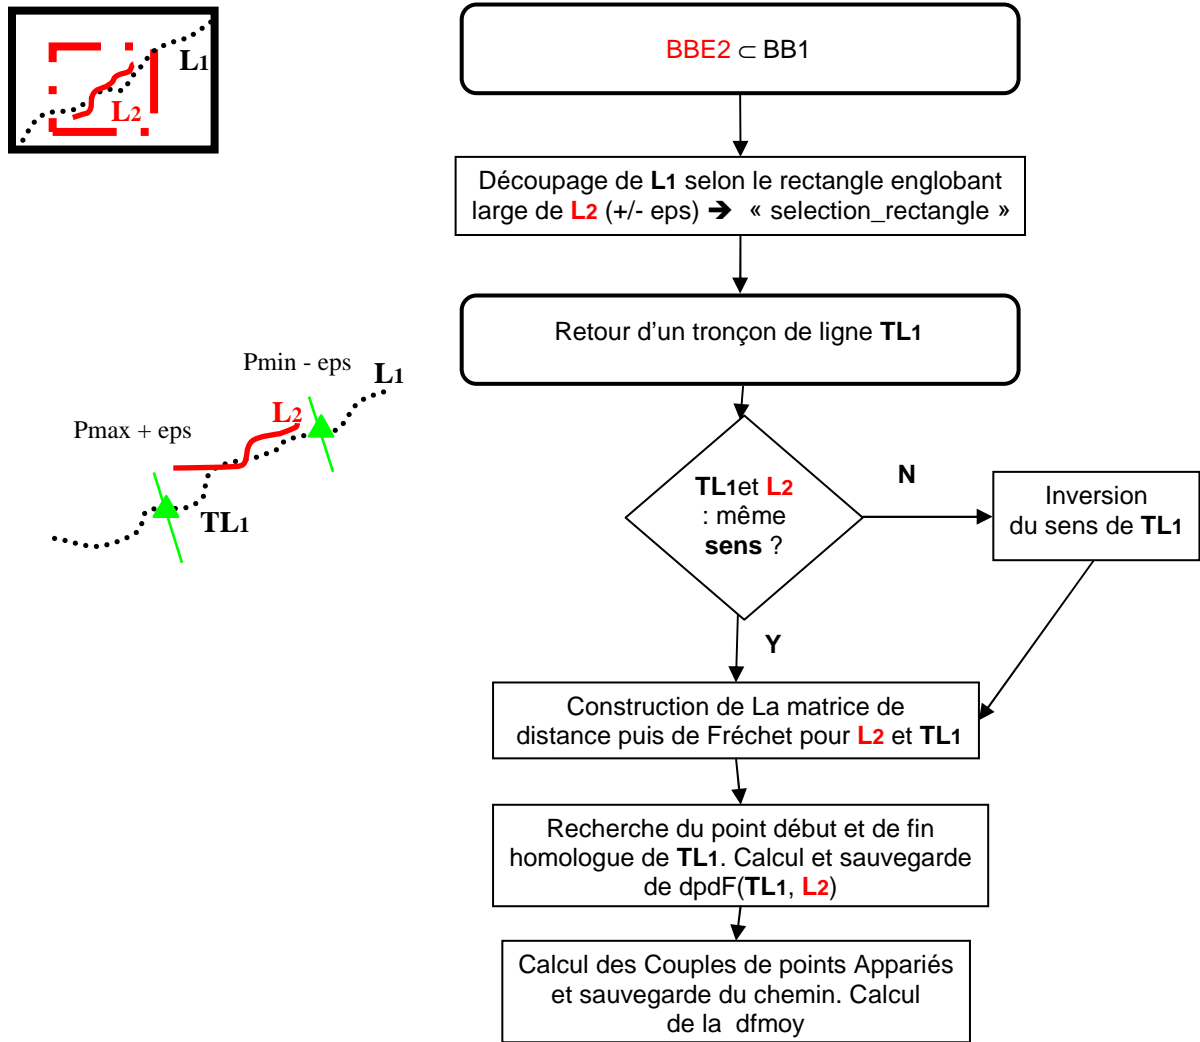 L1
L2
BBE2 ⊂ BB1
Découpage de L1 selon le rectangle englobant
large de L2 (+/- eps) ➔ « selection_rectangle »
Retour d'un tronçon de ligne TL1
Pmin - eps
L1
L2
Pmax + eps
TL1
TL1et L2
: même
sens ?
N
Inversion
du sens de TL1
Y
Construction de La matrice de
distance puis de Fréchet pour L2 et TL1
Recherche du point début et de fin
homologue de TL1. Calcul et sauvegarde
de dpdF(TL1, L2)
Calcul des Couples de points Appariés
et sauvegarde du chemin. Calcul
de la dfmoy